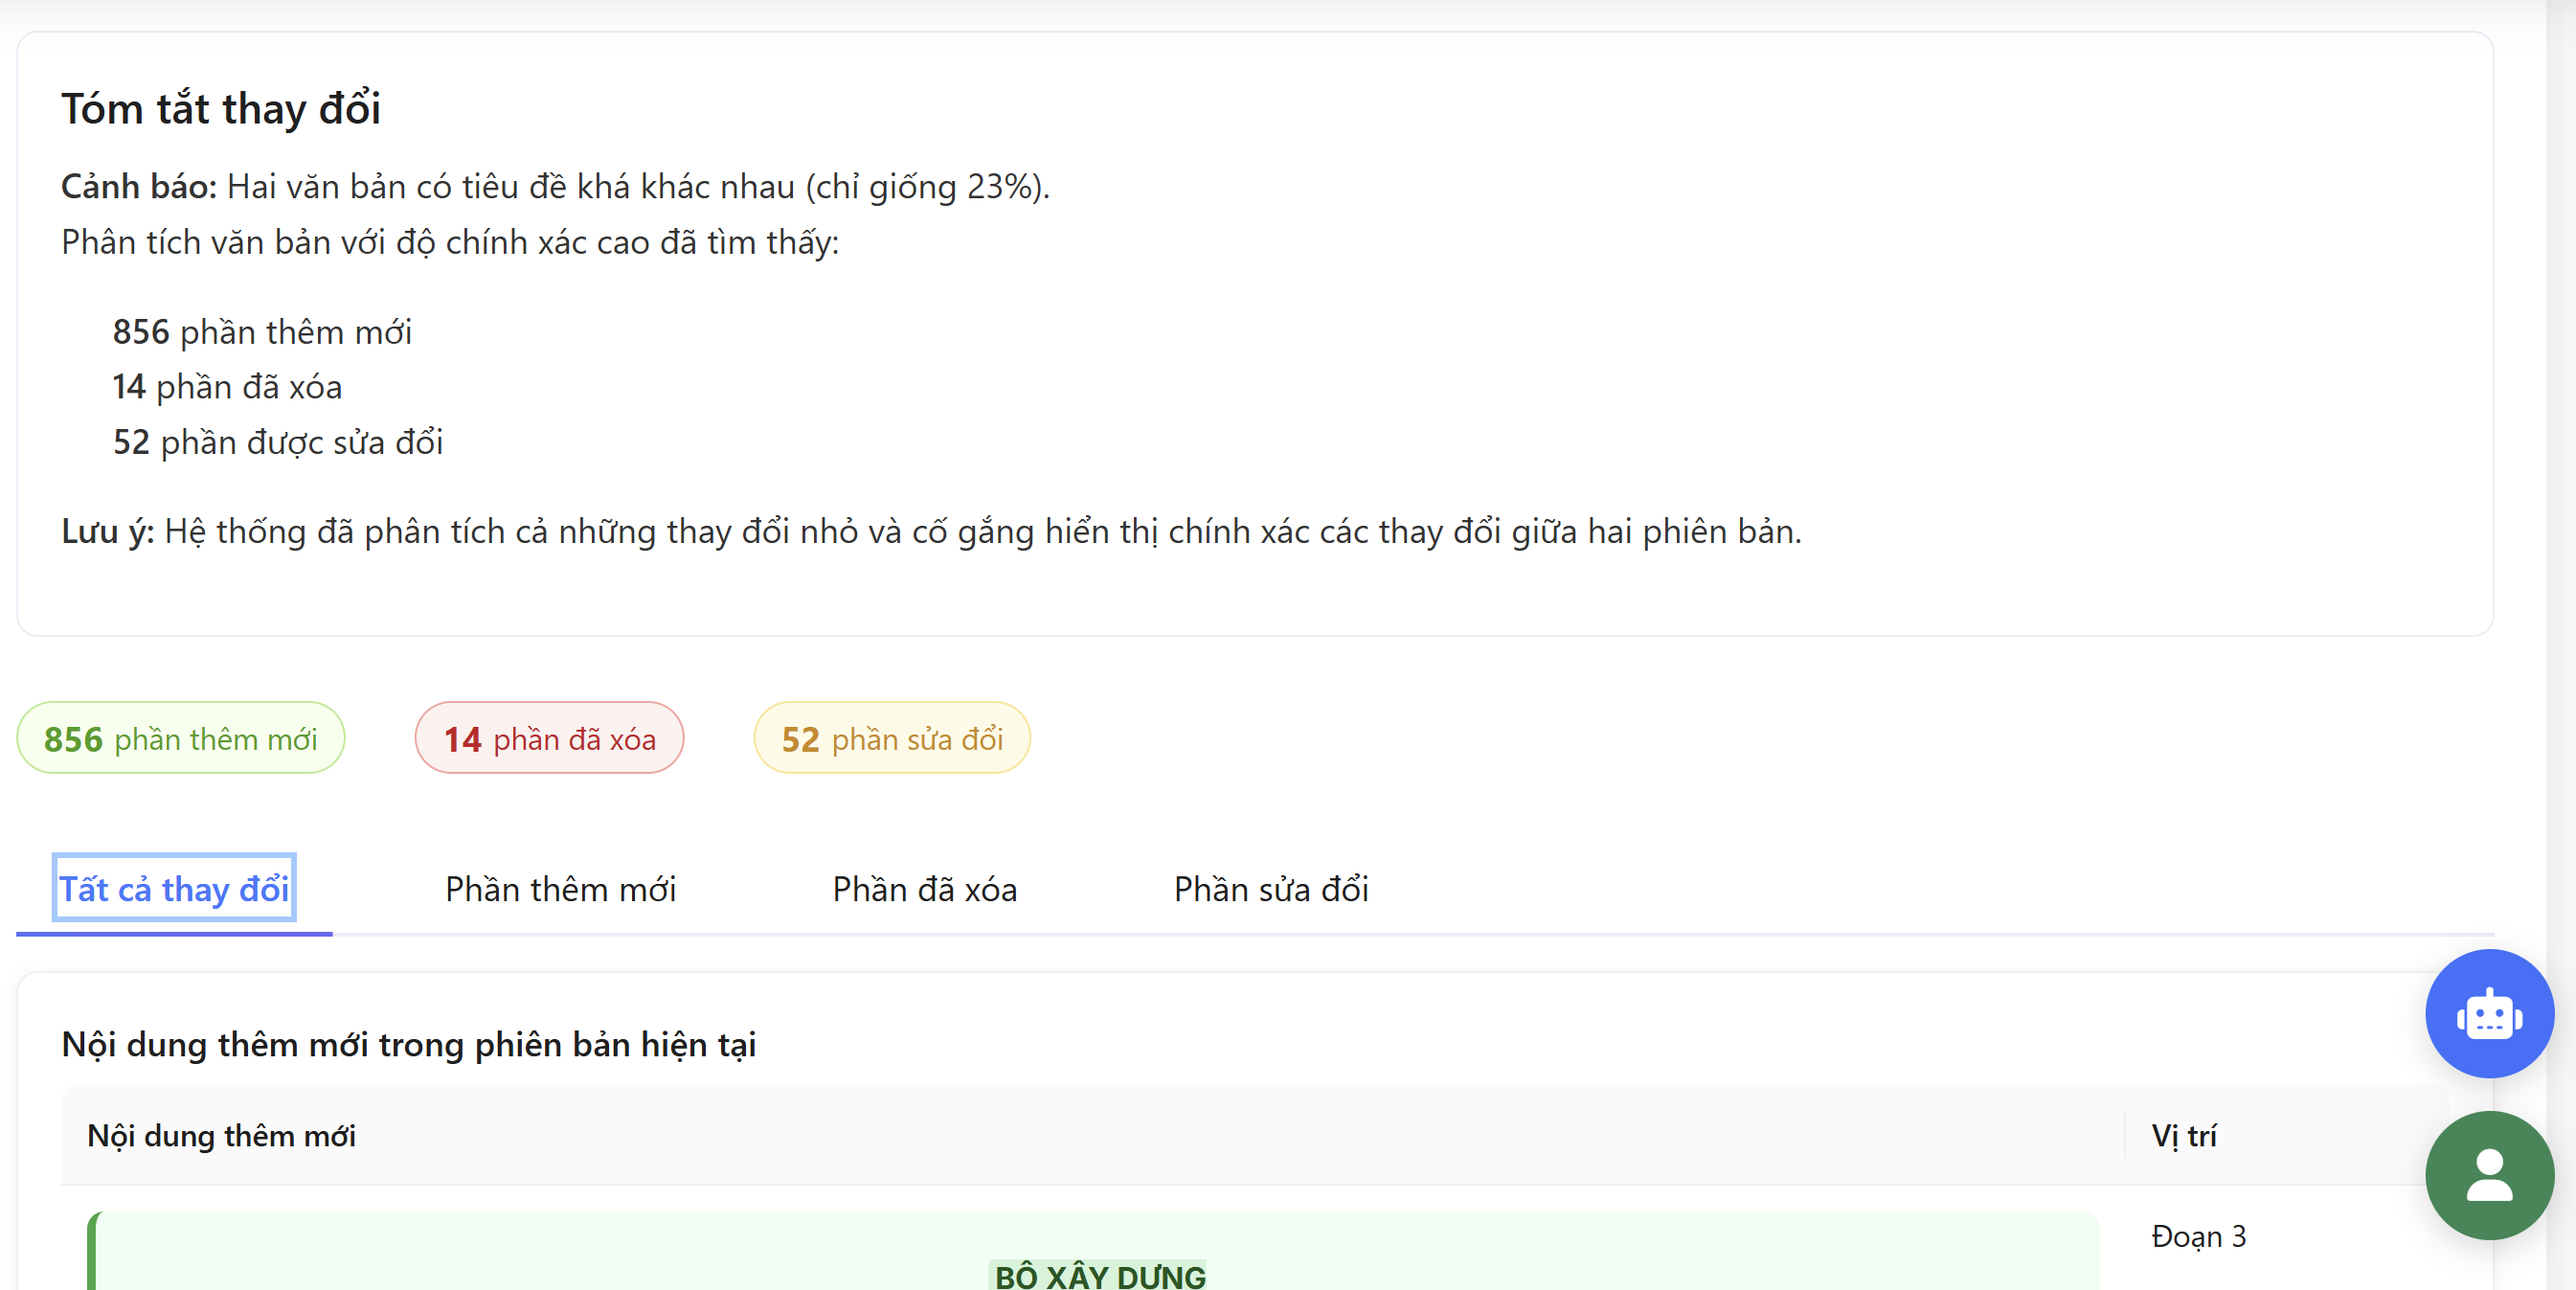 Tóm tắt thay đổi
Cảnh báo: Hai văn bản có tiêu đề khá khác nhau (chỉ giống 23%).
Phân tích văn bản với độ chính xác cao đã tìm thấy:
856 phần thêm mới
14 phần đã xóa
52 phần được sửa đổi
Lưu ý: Hệ thống đã phân tích cả những thay đổi nhỏ và cố gắng hiển thị chính xác các thay đổi giữa hai phiên bản.
856 phần thêm mới
14 phần đã xóa
52 phần sửa đổi
Tất cả thay đổi
Phần thêm mới
Phần đã xóa
Phần sửa đổi
Nội dung thêm mới trong phiên bản hiện tại
Nội dung thêm mới
Vị trí
Đoạn 3
BỘ XÂY DỰNG